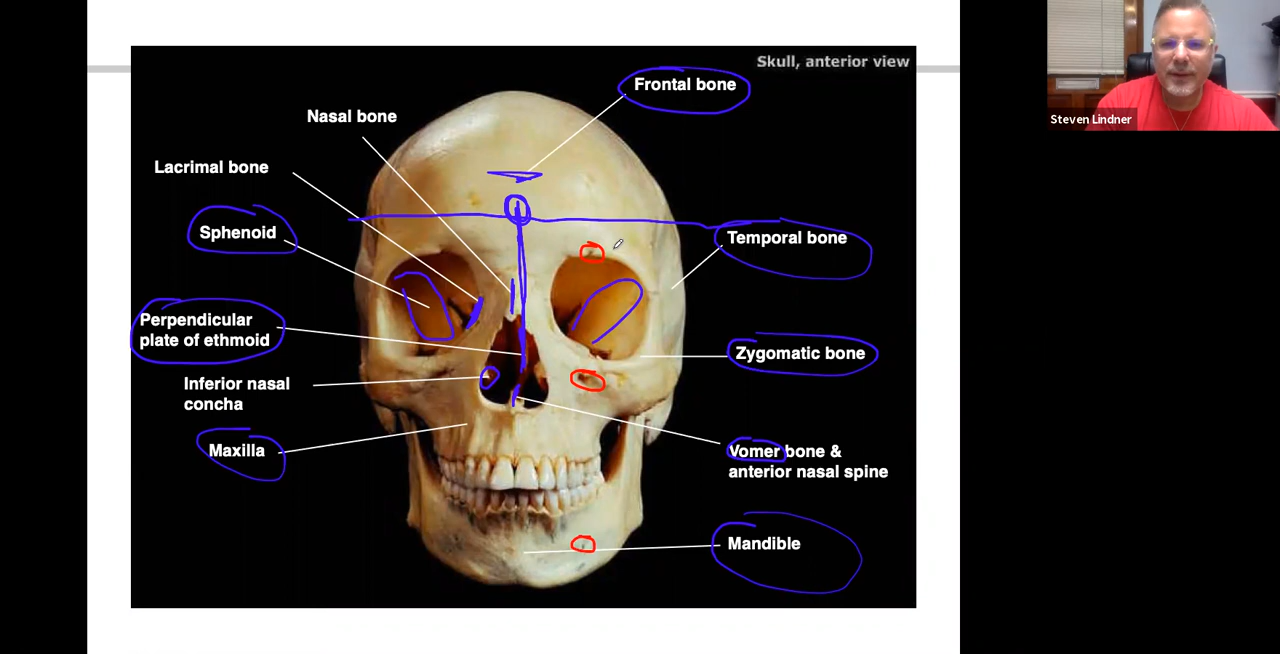 Skull, anterior view
Frontal bone
Nasal bone
Lacrimal bone
Sphenoid
Temporal bone
Perpendicular
plate of ethmoid
Zygomatic bone
Inferior nasal
concha
Maxilla
Vomer bone &
anterior nasal spine
Mandible
Steven Lindner